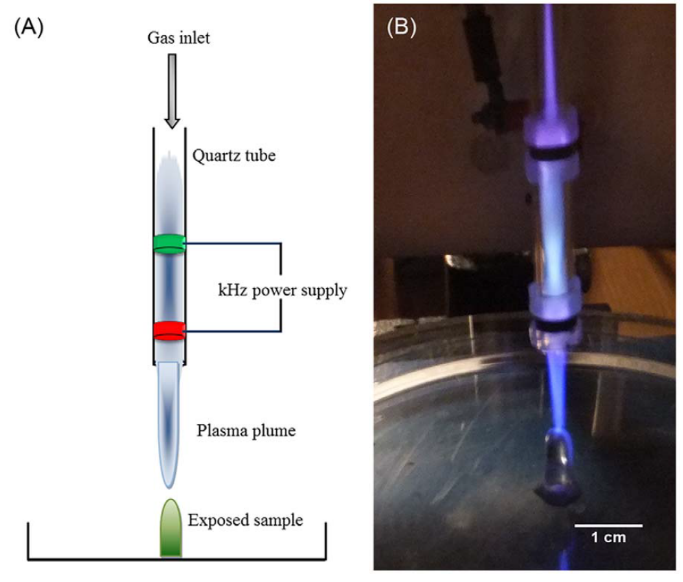 (A)
Gas inlet
Quartz tube
kHz power supply
Plasma plume
Exposed sample
(B)
1 cm